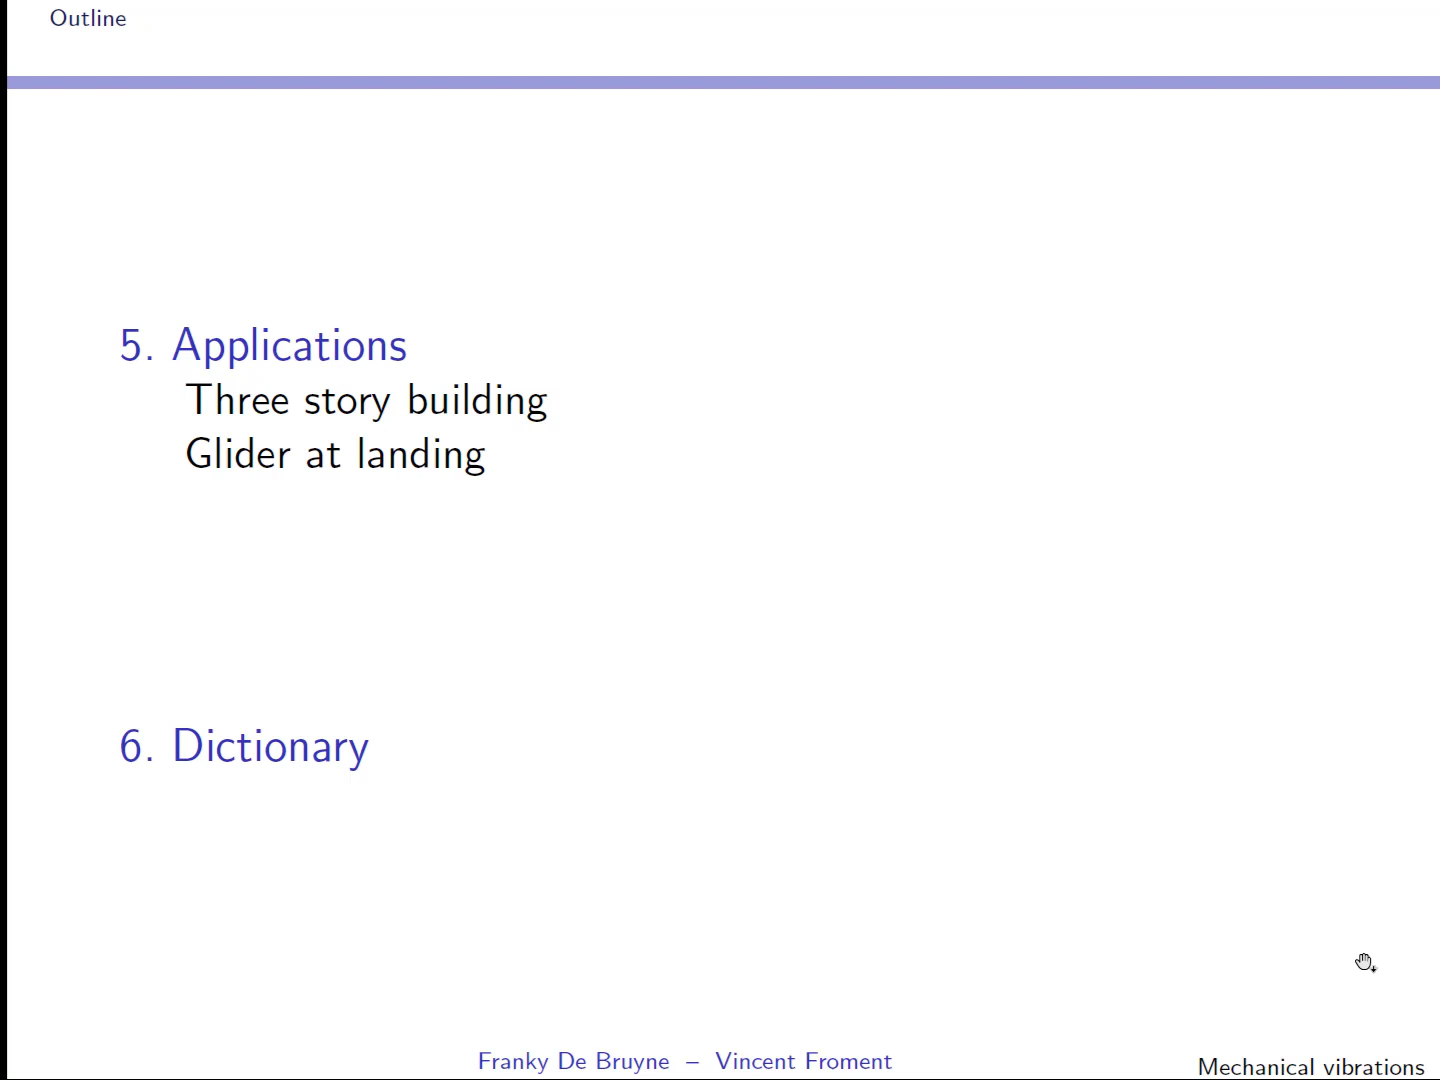 Outline
5. Applications
Three story building
Glider at landing
6. Dictionary
Franky De Bruyne – Vincent Froment
Mechanical vibrations